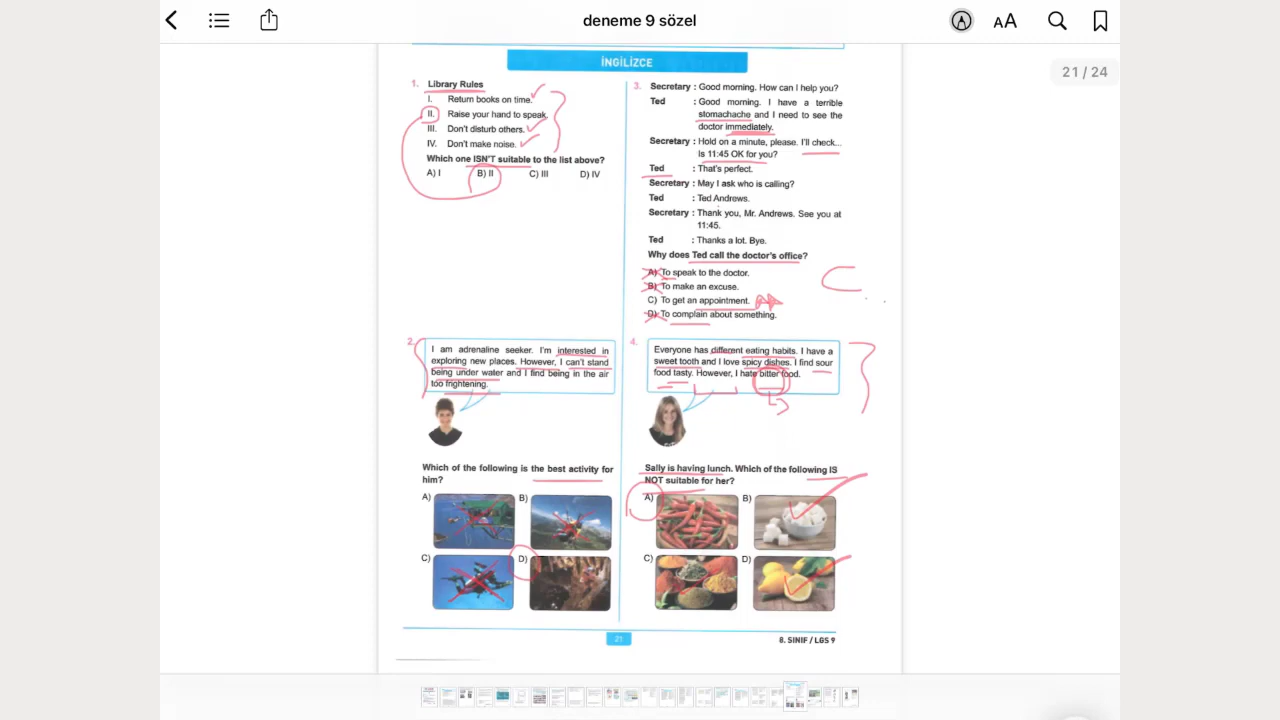 deneme 9 sözel
AA
21 / 24
İNGİLİZCE
1. Library Rules
I. Return books on time.
II. Raise your hand to speak.
III. Don't disturb others.
IV. Don't make noise.
Which one ISN'T suitable to the list above?
A) I B) II C) III D) IV
2. I am adrenaline seeker. I'm interested in
exploring new places. However, I can't stand
being under water and I find being in the air
too frightening.
Which of the following is the best activity for
him?
A) B)
C) D)
3. Secretary : Good morning. How can I help you?
Ted : Good morning. I have a terrible
stomachache and I need to see the
doctor immediately.
Secretary : Hold on a minute, please. I'll check...
Is 11:45 OK for you?
Ted : That's perfect.
Secretary : May I ask who is calling?
Ted : Ted Andrews.
Secretary : Thank you, Mr. Andrews. See you at
11:45.
Ted : Thanks a lot. Bye.
Why does Ted call the doctor's office?
A) To speak to the doctor.
B) To make an excuse.
C) To get an appointment.
D) To complain about something.
4. Everyone has different eating habits. I have a
sweet tooth and I love spicy dishes. I find sour
food tasty. However, I hate bitter food.
Sally is having lunch. Which of the following IS
NOT suitable for her?
A) B)
C) D)
21
8. SINIF / LGS 9